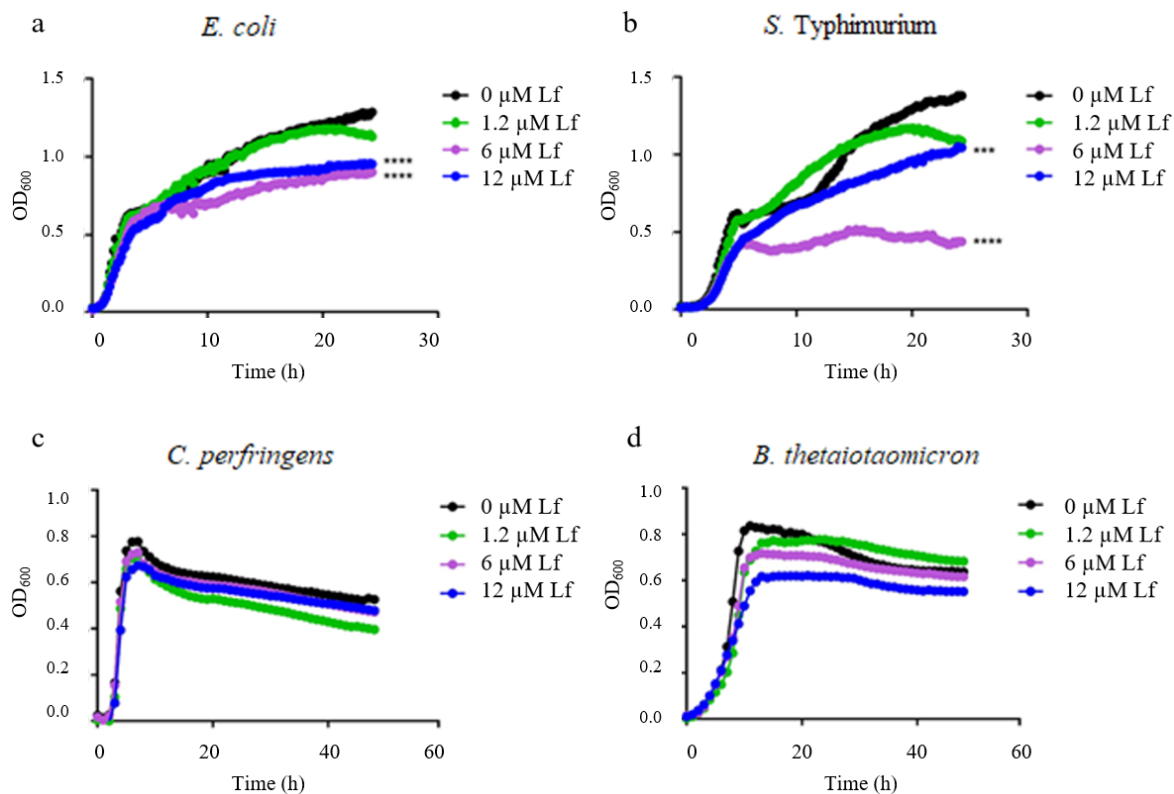 a
E. coli
1.5
1.0
0.5
0.0
OD600
0
10
20
30
Time (h)
0 µM Lf
1.2 µM Lf
6 µM Lf
12 µM Lf
****
****
b
S. Typhimurium
1.5
1.0
0.5
0.0
OD600
0
10
20
30
Time (h)
0 µM Lf
1.2 µM Lf
6 µM Lf
12 µM Lf
***
****
c
C. perfringens
1.0
0.8
0.6
0.4
0.2
0.0
OD600
0
20
40
60
Time (h)
0 µM Lf
1.2 µM Lf
6 µM Lf
12 µM Lf
d
B. thetaiotaomicron
1.0
0.8
0.6
0.4
0.2
0.0
OD600
0
20
40
60
Time (h)
0 µM Lf
1.2 µM Lf
6 µM Lf
12 µM Lf